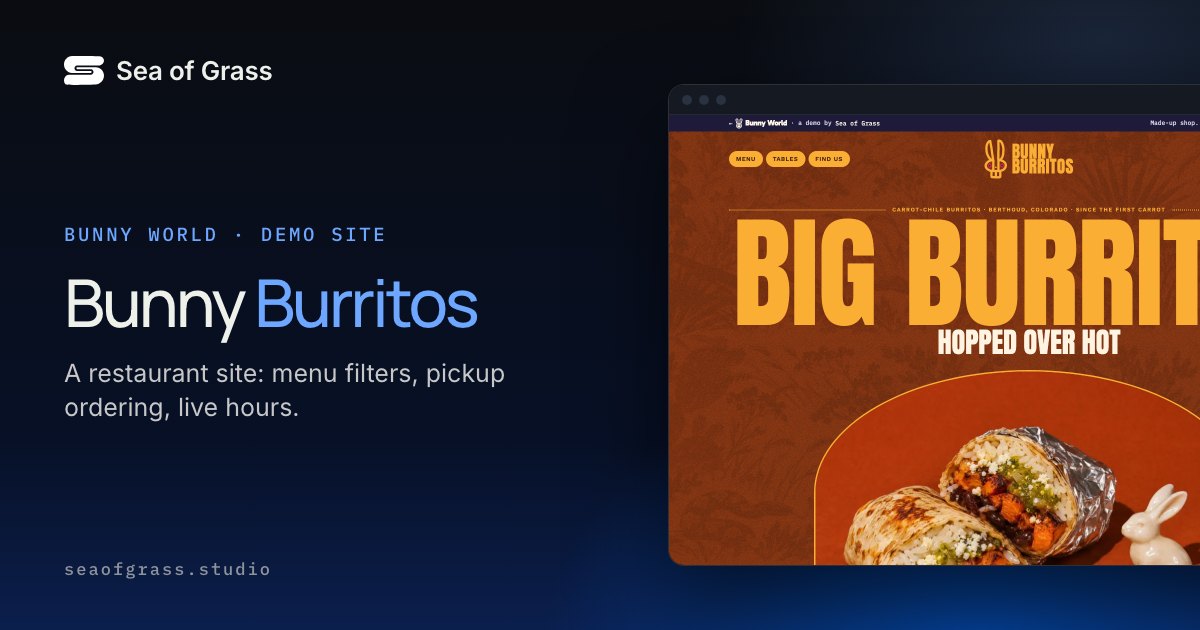 Sea of Grass
BUNNY WORLD · DEMO SITE
Bunny Burritos
A restaurant site: menu filters, pickup
ordering, live hours.
seaofgrass.studio
← Bunny World · a demo by Sea of Grass
Made-up shop.
MENU
TABLES
FIND US
BUNNY
BURRITOS
CARROT-CHILE BURRITOS · BERTHOUD, COLORADO · SINCE THE FIRST CARROT
BIG BURRIT
HOPPED OVER HOT